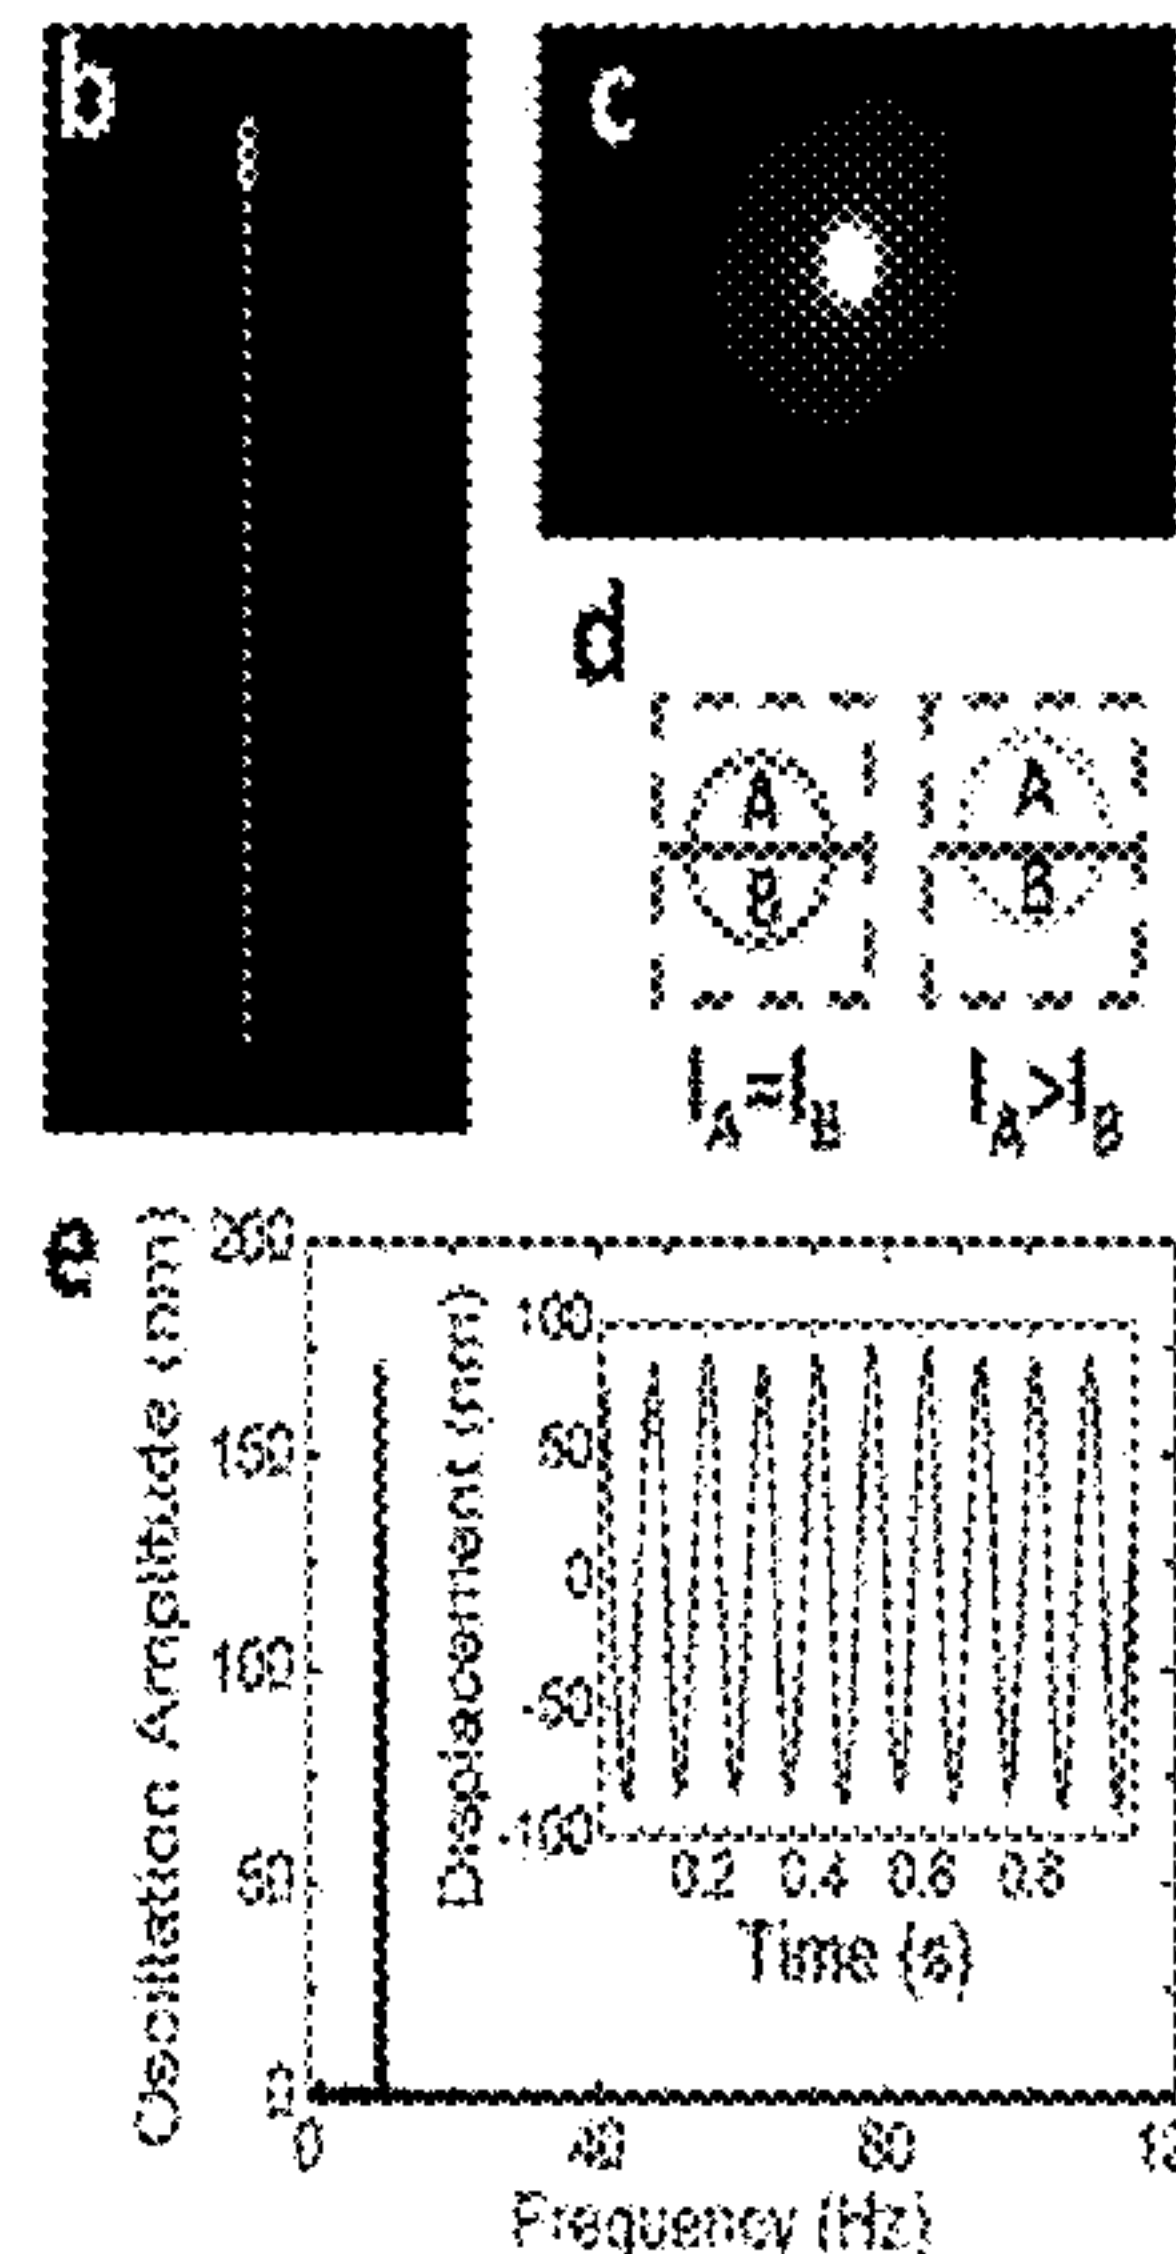 b
c
d
A
A
B
B
I_A=I_B
I_A>I_B
e
Oscillation Amplitude (nm)
200
150
100
50
0
Displacement (nm)
100
50
0
-50
-100
0.2 0.4 0.6 0.8
Time (s)
0 40 80 12
Frequency (Hz)